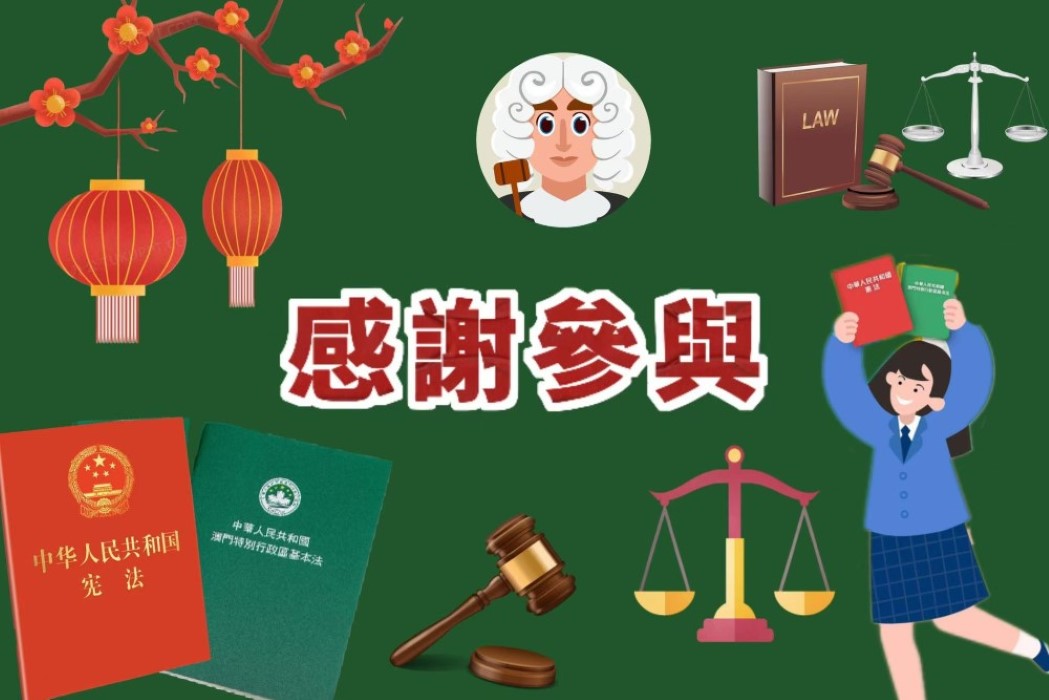 LAW
中華人民共和國
憲法
中華人民共和國
澳門特別行政區基本法
感謝參與
中华人民共和国
宪法
中華人民共和國
澳門特別行政區基本法